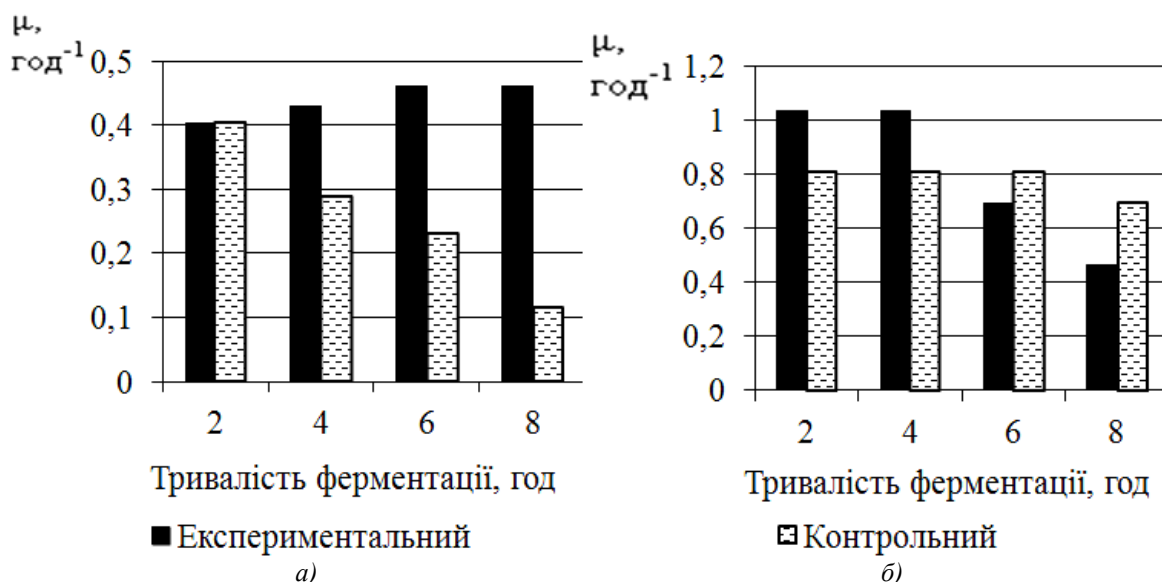 μ,
год⁻¹
0,5
0,4
0,3
0,2
0,1
0
2 4 6 8
Тривалість ферментації, год
μ,
год⁻¹
1,2
1
0,8
0,6
0,4
0,2
0
2 4 6 8
Тривалість ферментації, год
Експериментальний Контрольний
а) б)